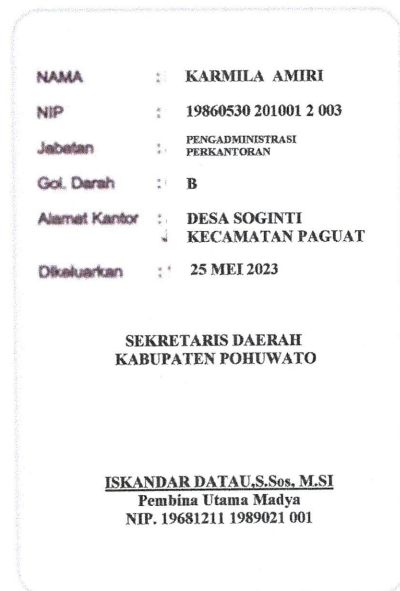 NAMA : KARMILA AMIRI
NIP : 19860530 201001 2 003
Jabatan : PENGADMINISTRASI
PERKANTORAN
Gol. Darah : B
Alamat Kantor : DESA SOGINTI
KECAMATAN PAGUAT
Dikeluarkan : 25 MEI 2023
SEKRETARIS DAERAH
KABUPATEN POHUWATO
ISKANDAR DATAU,S.Sos, M.SI
Pembina Utama Madya
NIP. 19681211 1989021 001